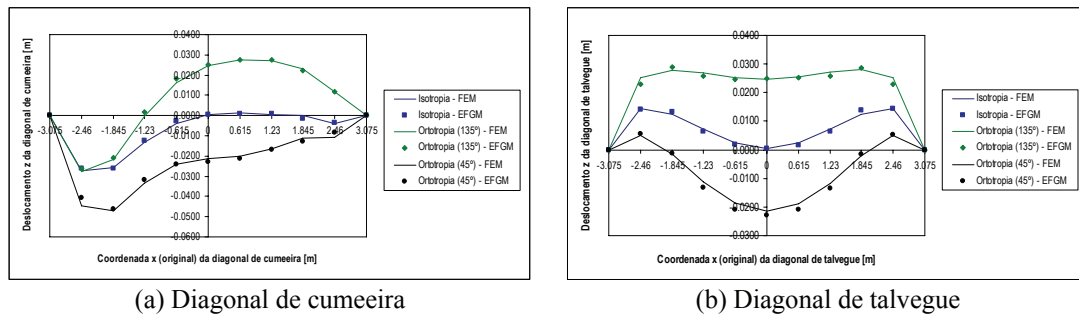 Deslocamento z da diagonal de cumeeira [m]
0.0400
0.0300
0.0200
0.0100
0.0000
-0.0100
-0.0200
-0.0300
-0.0400
-0.0500
-0.0600
-3.075 -2.46 -1.845 -1.23 -0.615 0 0.615 1.23 1.845 2.46 3.075
Coordenada x (original) da diagonal de cumeeira [m]
Isotropia - FEM
Isotropia - EFGM
Ortotropia (135º) - FEM
Ortotropia (135º) - EFGM
Ortotropia (45º) - FEM
Ortotropia (45º) - EFGM
(a) Diagonal de cumeeira
Deslocamento z da diagonal de talvegue [m]
0.0400
0.0300
0.0200
0.0100
0.0000
-0.0100
-0.0200
-0.0300
-3.075 -2.46 -1.845 -1.23 -0.615 0 0.615 1.23 1.845 2.46 3.075
Coordenada x (original) da diagonal de talvegue [m]
Isotropia - FEM
Isotropia - EFGM
Ortotropia (135º) - FEM
Ortotropia (135º) - EFGM
Ortotropia (45º) - FEM
Ortotropia (45º) - EFGM
(b) Diagonal de talvegue